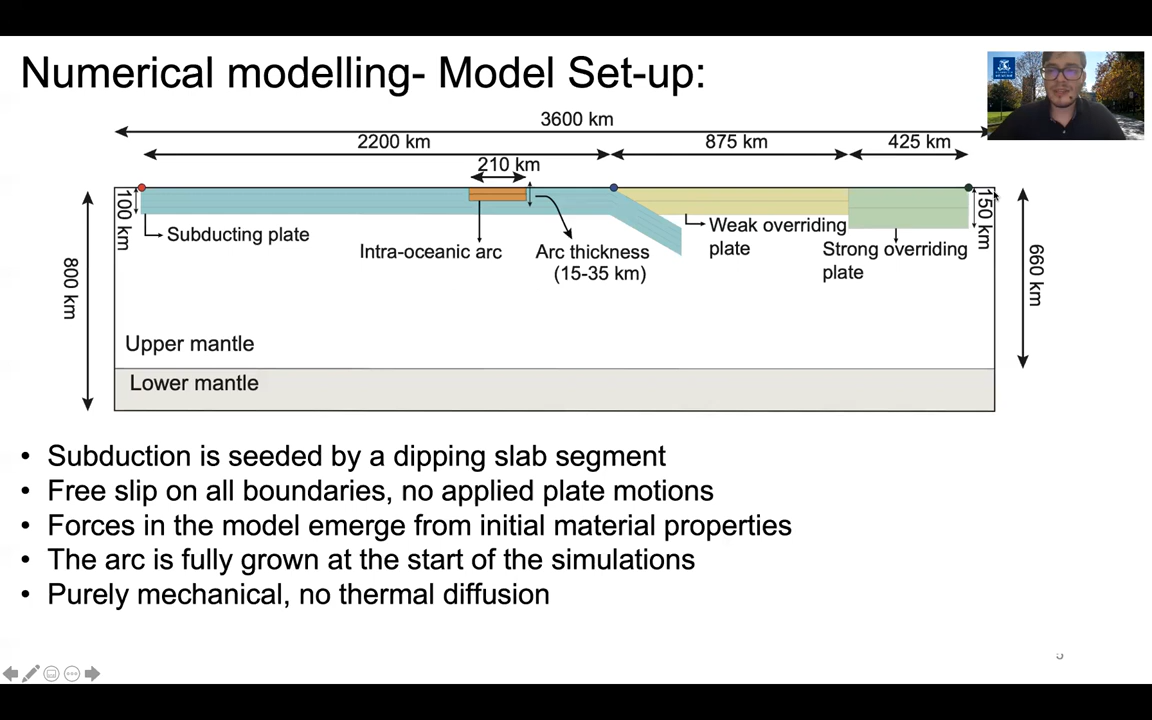 Numerical modelling- Model Set-up:
3600 km
2200 km
875 km
425 km
210 km
100 km
150 km
Subducting plate
Intra-oceanic arc
Arc thickness
(15-35 km)
Weak overriding
plate
Strong overriding
plate
800 km
660 km
Upper mantle
Lower mantle
• Subduction is seeded by a dipping slab segment
• Free slip on all boundaries, no applied plate motions
• Forces in the model emerge from initial material properties
• The arc is fully grown at the start of the simulations
• Purely mechanical, no thermal diffusion